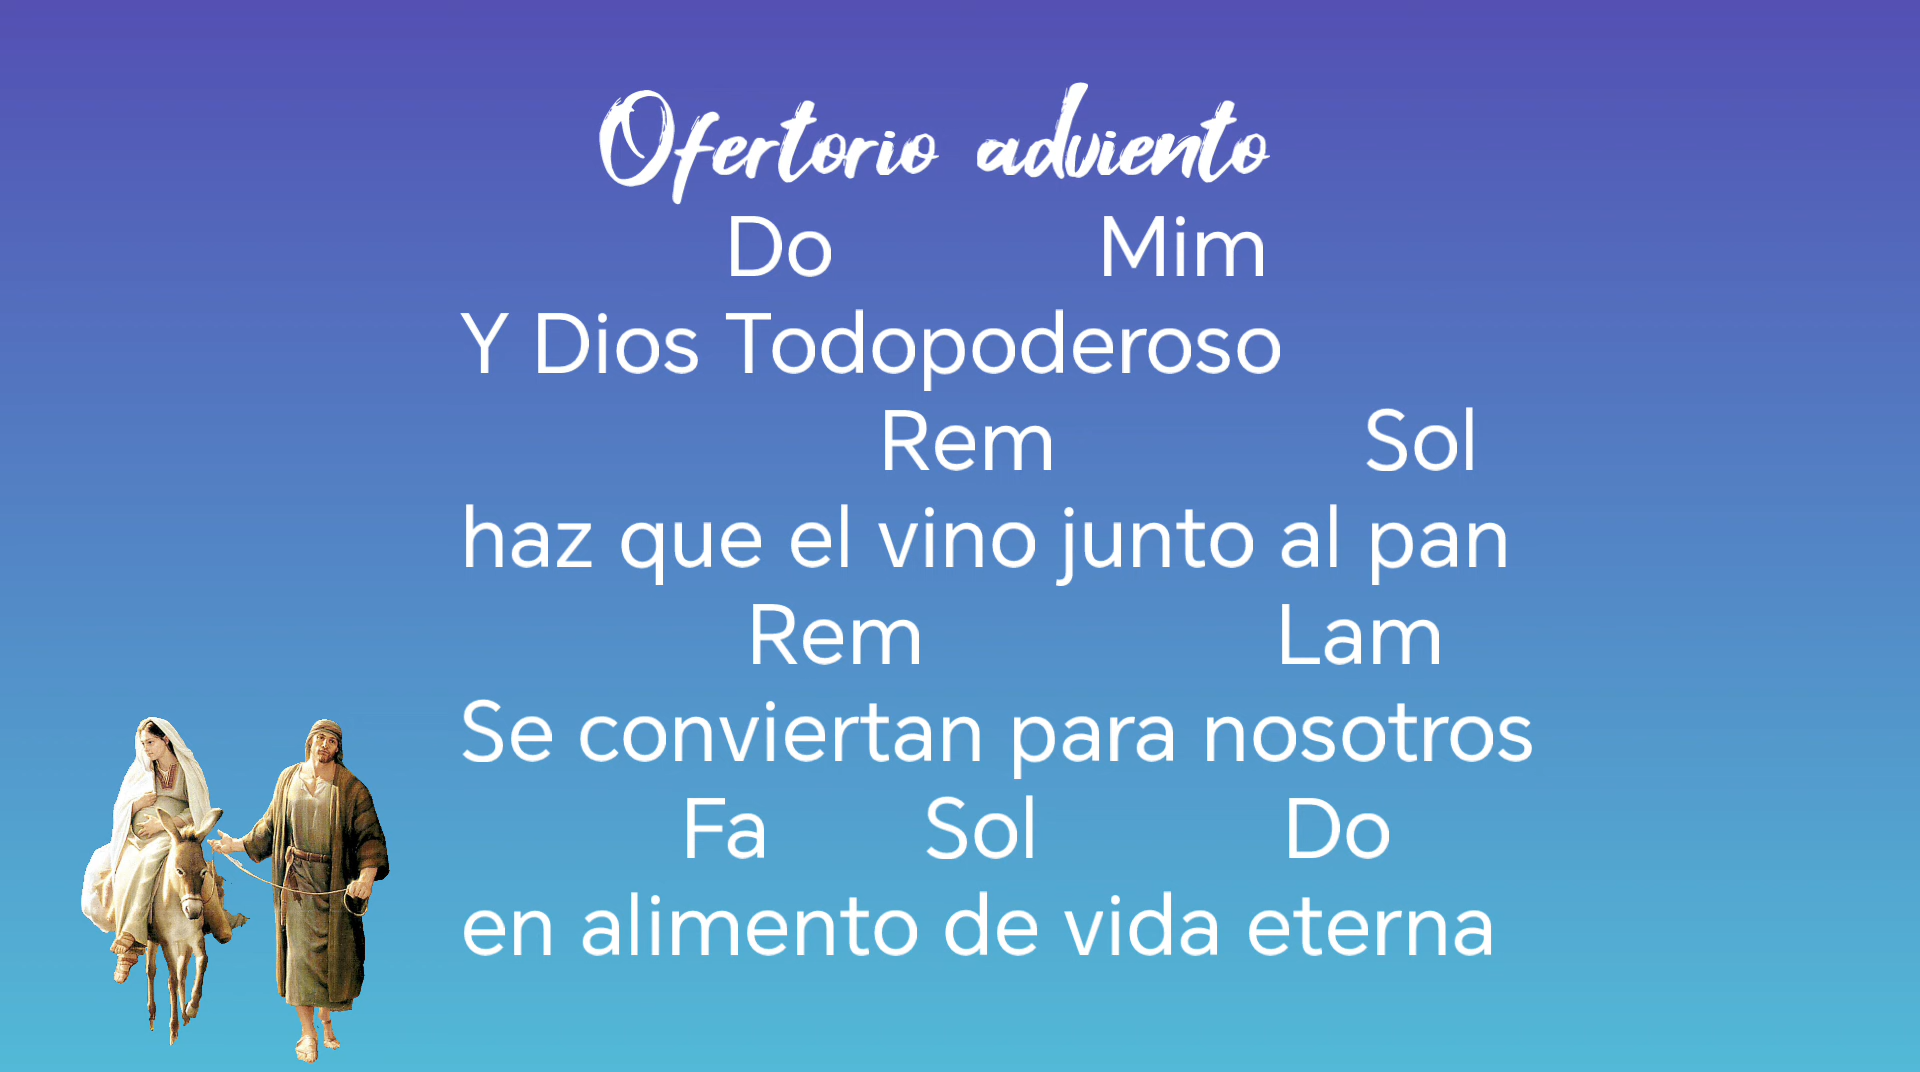 Ofertorio adviento
Do Mim
Y Dios Todopoderoso
Rem Sol
haz que el vino junto al pan
Rem Lam
Se conviertan para nosotros
Fa Sol Do
en alimento de vida eterna